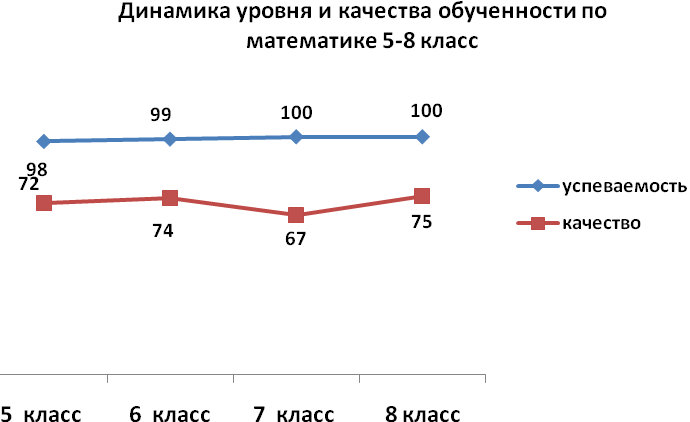 Динамика уровня и качества обученности по
математике 5-8 класс
99
100
100
98
72
74
67
75
успеваемость
качество
5 класс
6 класс
7 класс
8 класс